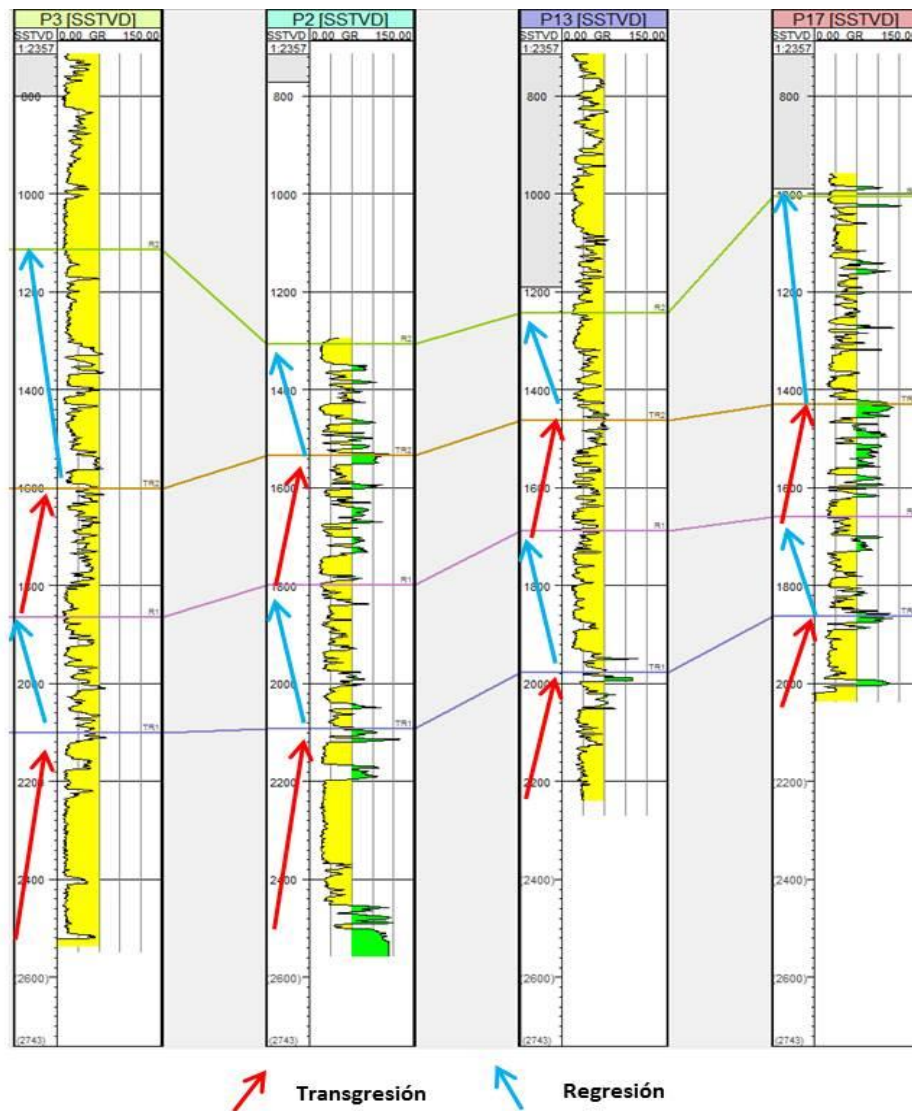 P3 [SSTVD]
SSTVD 0.00 GR 150.00
1:2357
800
1000
1200
1400
1600
1800
2000
2200
2400
(2600)
(2743)
R2
TR2
R1
TR1
P2 [SSTVD]
SSTVD 0.00 GR 150.00
1:2357
800
1000
1200
1400
1600
1800
2000
2200
2400
(2600)
(2743)
R2
TR2
R1
TR1
P13 [SSTVD]
SSTVD 0.00 GR 150.00
1:2357
800
1000
1200
1400
1600
1800
2000
2200
(2400)
(2600)
(2743)
R2
TR2
R1
TR1
P17 [SSTVD]
SSTVD 0.00 GR 150.00
1:2357
800
1000
1200
1400
1600
1800
2000
(2200)
(2400)
(2600)
(2743)
Transgresión
Regresión